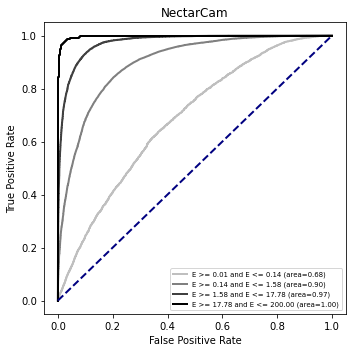 NectarCam
True Positive Rate
1.0
0.8
0.6
0.4
0.2
0.0
E >= 0.01 and E <= 0.14 (area=0.68)
E >= 0.14 and E <= 1.58 (area=0.90)
E >= 1.58 and E <= 17.78 (area=0.97)
E >= 17.78 and E <= 200.00 (area=1.00)
0.0 0.2 0.4 0.6 0.8 1.0
False Positive Rate